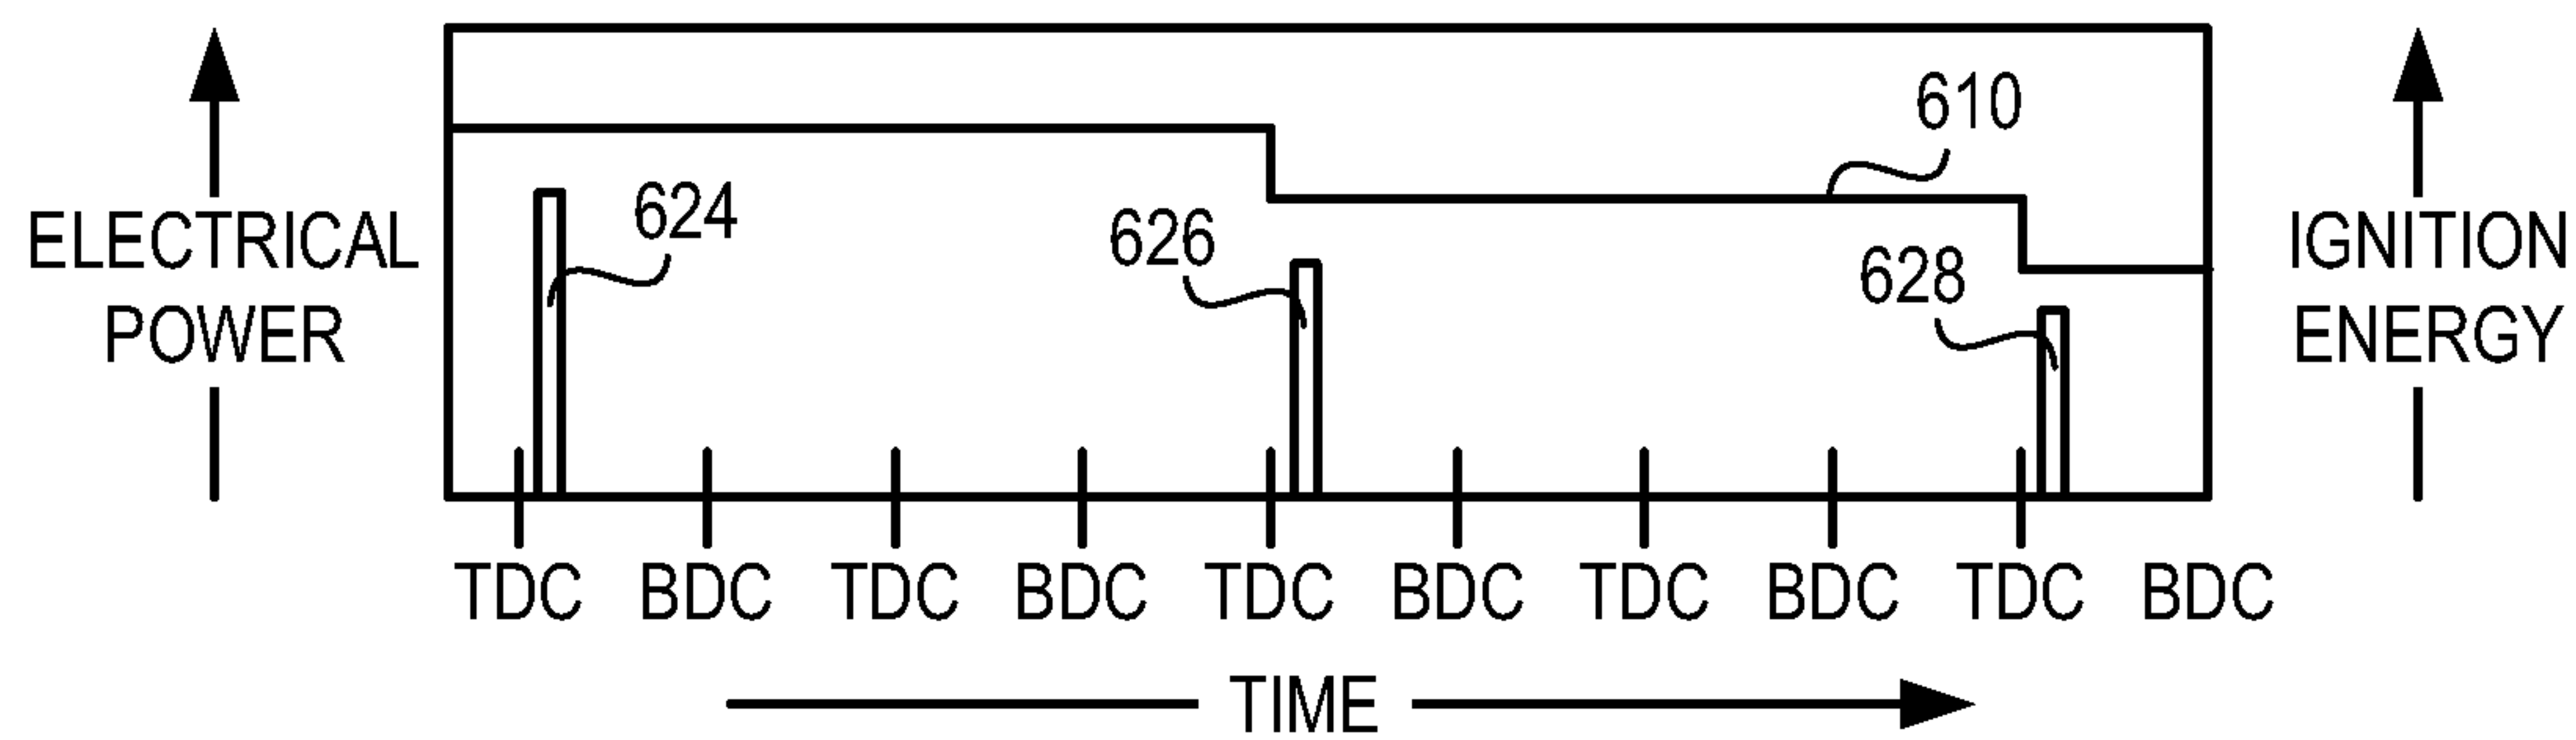 610
624
626
628
ELECTRICAL
POWER
IGNITION
ENERGY
TDC BDC TDC BDC TDC BDC TDC BDC TDC BDC
TIME